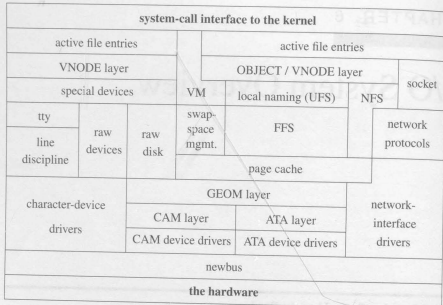 CHAPTER 8
system-call interface to the kernel
active file entries
active file entries
VNODE layer
OBJECT / VNODE layer
socket
special devices
VM
local naming (UFS)
NFS
tty
line
discipline
raw
devices
raw
disk
swap-
space
mgmt.
FFS
network
protocols
page cache
character-device
drivers
GEOM layer
CAM layer
ATA layer
CAM device drivers
ATA device drivers
network-
interface
drivers
newbus
the hardware